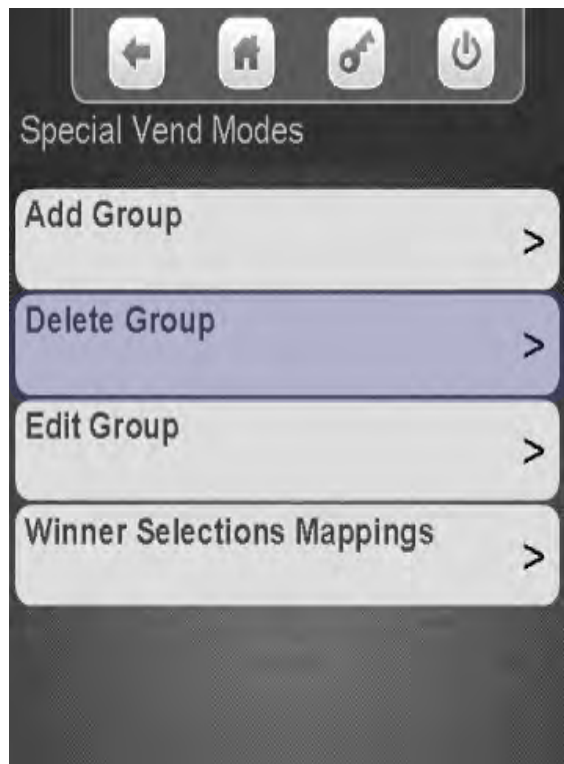 Special Vend Modes
Add Group
>
Delete Group
>
Edit Group
>
Winner Selections Mappings
>